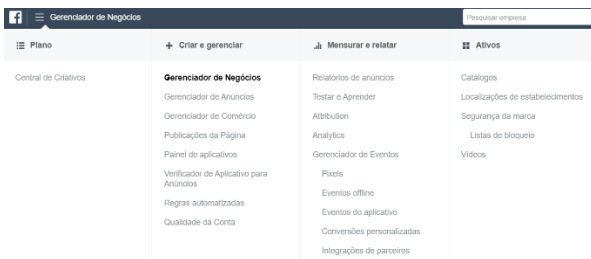 Gerenciador de Negócios
Pesquisar empresa
Plano
Central de Criativos
Criar e gerenciar
Gerenciador de Negócios
Gerenciador de Anúncios
Gerenciador de Comércio
Publicações da Página
Painel de aplicativos
Verificador de Aplicativo para
Anúncios
Regras automatizadas
Qualidade da Conta
Mensurar e relatar
Relatórios de anúncios
Testar e Aprender
Attribution
Analytics
Gerenciador de Eventos
Pixels
Eventos offline
Eventos do aplicativo
Conversões personalizadas
Integrações de parceiros
Ativos
Catálogos
Localizações de estabelecimentos
Segurança da marca
Listas de bloqueio
Vídeos